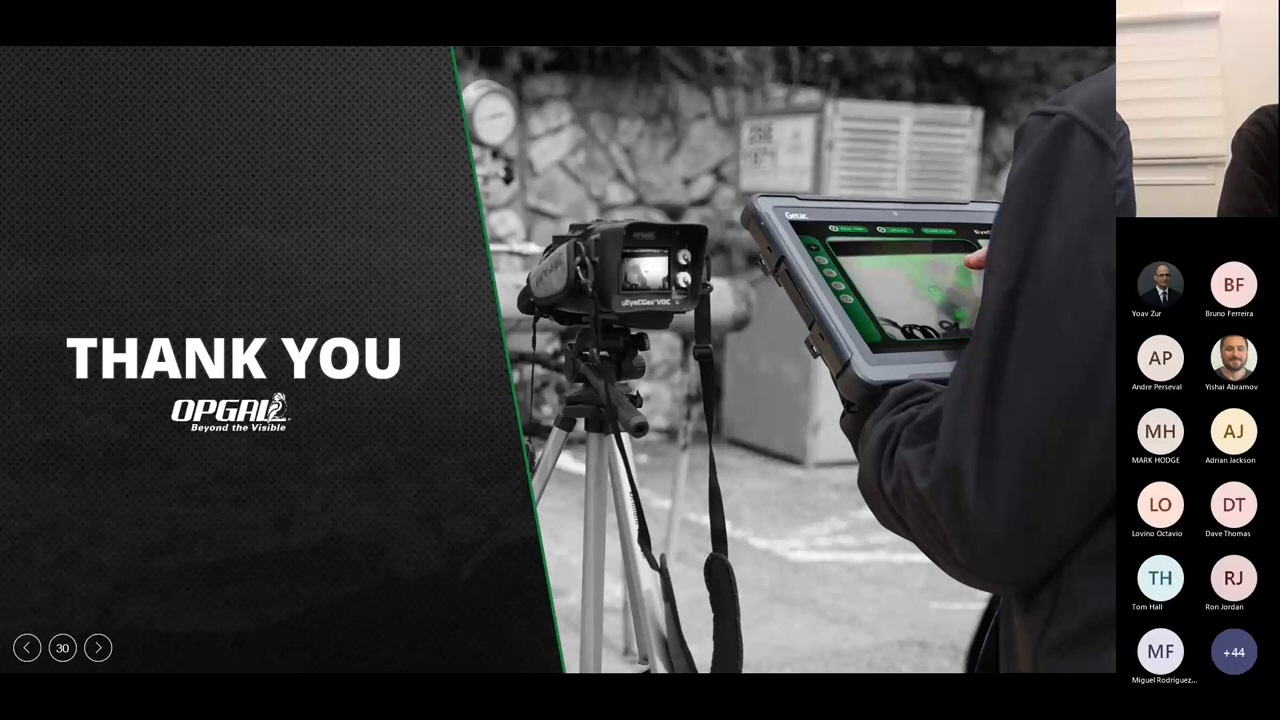 THANK YOU
OPGAL
Beyond the Visible
30
Getac
EyeCGas VOC
Yoav Zur
BF
Bruno Ferreira
AP
Andre Perseval
Yishai Abramov
MH
MARK HODGE
AJ
Adrian Jackson
LO
Lovino Octavio
DT
Dave Thomas
TH
Tom Hall
RJ
Ron Jordan
MF
Miguel Rodríguez...
+44